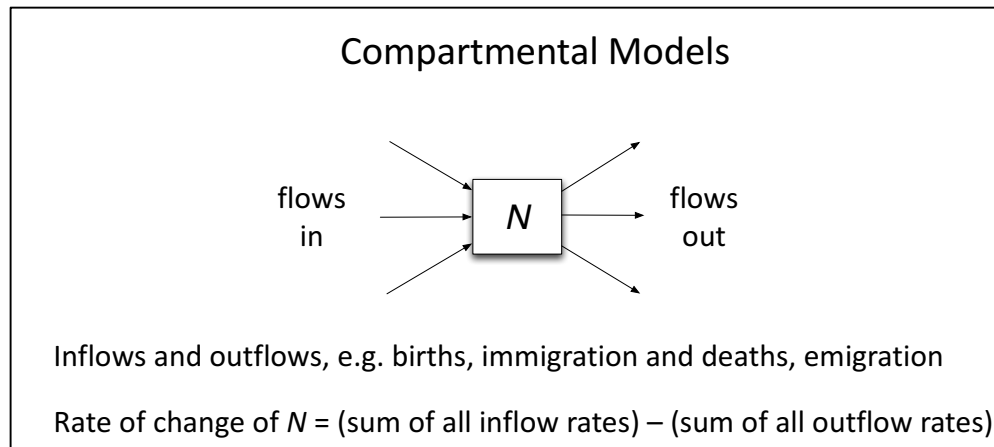 Compartmental Models
flows
in
N
flows
out
Inflows and outflows, e.g. births, immigration and deaths, emigration
Rate of change of N = (sum of all inflow rates) – (sum of all outflow rates)